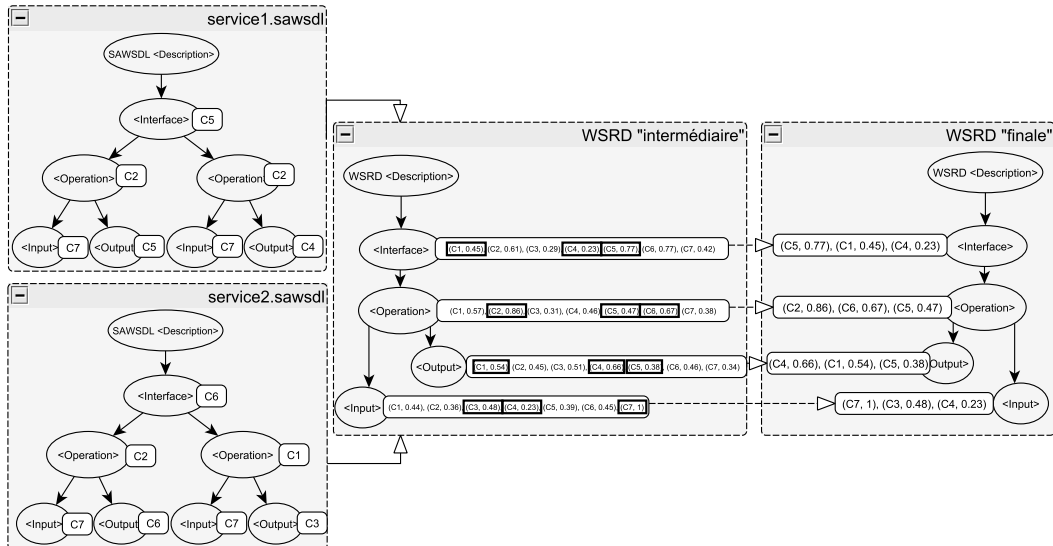 service1.sawsdl
SAWSDL <Description>
<Interface> C5
<Operation> C2
<Operation> C2
<Input> C7
<Output C5
<Input> C7
<Output> C4
service2.sawsdl
SAWSDL <Description>
<Interface> C6
<Operation> C2
<Operation> C1
<Input> C7
<Output C6
<Input> C7
<Output> C3
WSRD "intermédiaire"
WSRD <Description>
<Interface> (C1, 0.45), (C2, 0.61), (C3, 0.29), (C4, 0.23), (C5, 0.77), (C6, 0.77), (C7, 0.42)
<Operation> (C1, 0.57), (C2, 0.86), (C3, 0.31), (C4, 0.46), (C5, 0.47), (C6, 0.67), (C7, 0.38)
<Output> (C1, 0.54), (C2, 0.45), (C3, 0.51), (C4, 0.66), (C5, 0.38), (C6, 0.46), (C7, 0.34)
<Input> (C1, 0.44), (C2, 0.36), (C3, 0.48), (C4, 0.23), (C5, 0.39), (C6, 0.45), (C7, 1)
WSRD "finale"
WSRD <Description>
(C5, 0.77), (C1, 0.45), (C4, 0.23) <Interface>
(C2, 0.86), (C6, 0.67), (C5, 0.47) <Operation>
(C4, 0.66), (C1, 0.54), (C5, 0.38) Output>
(C7, 1), (C3, 0.48), (C4, 0.23) <Input>